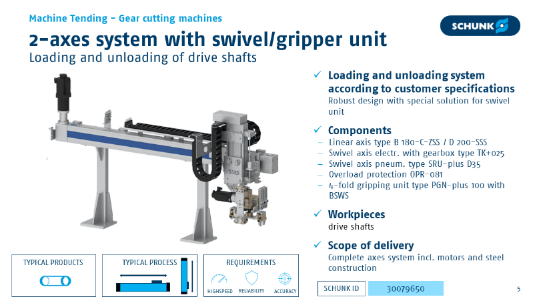 Machine Tending - Gear cutting machines
SCHUNK
2-axes system with swivel/gripper unit
Loading and unloading of drive shafts
✓ Loading and unloading system
according to customer specifications
Robust design with special solution for swivel
unit
✓ Components
– Linear axis type B 180-C-ZSS / D 200-SSS
– Swivel axis electr. with gearbox type TK+025
– Swivel axis pneum. type SRU-plus D35
– Overload protection OPR-081
– 4-fold gripping unit type PGN-plus 100 with
BSWS
✓ Workpieces
drive shafts
✓ Scope of delivery
Complete axes system incl. motors and steel
construction
TYPICAL PRODUCTS
TYPICAL PROCESS
REQUIREMENTS
HIGHSPEED RELIABILITY ACCURACY
SCHUNK ID 30079650
5